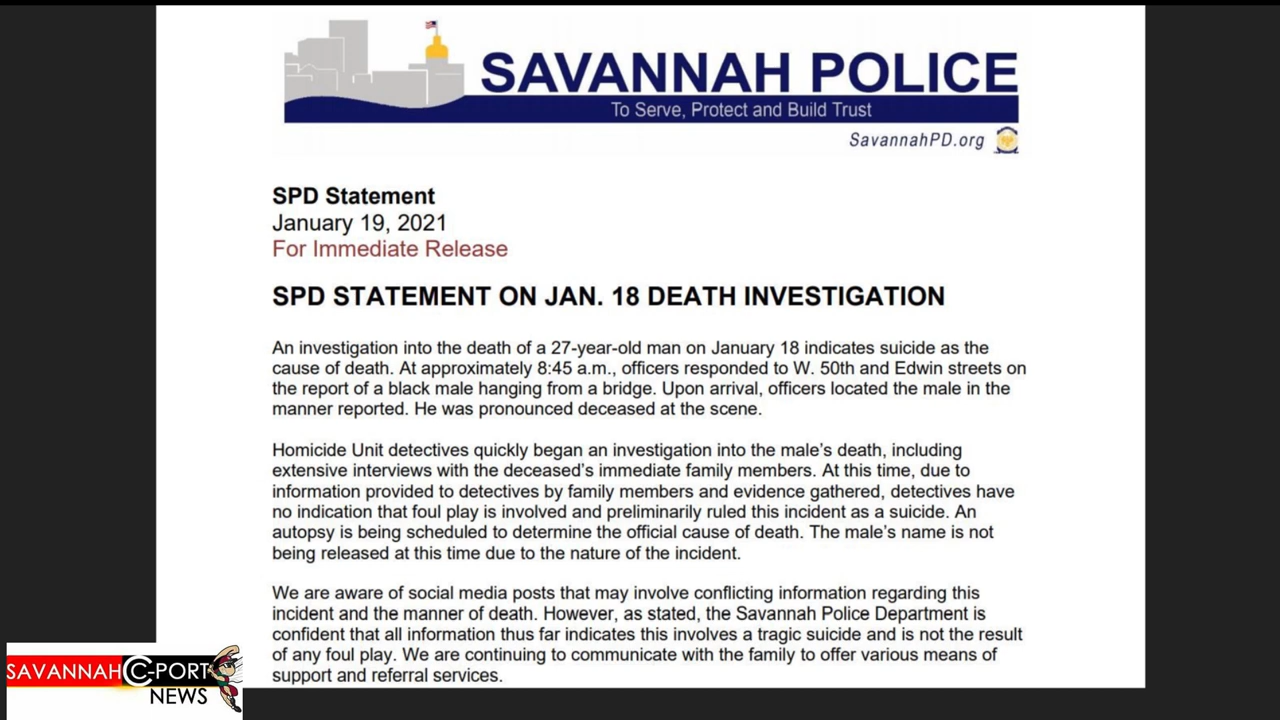 SAVANNAH POLICE
To Serve, Protect and Build Trust
SavannahPD.org
SPD Statement
January 19, 2021
For Immediate Release
SPD STATEMENT ON JAN. 18 DEATH INVESTIGATION
An investigation into the death of a 27-year-old man on January 18 indicates suicide as the
cause of death. At approximately 8:45 a.m., officers responded to W. 50th and Edwin streets on
the report of a black male hanging from a bridge. Upon arrival, officers located the male in the
manner reported. He was pronounced deceased at the scene.
Homicide Unit detectives quickly began an investigation into the male's death, including
extensive interviews with the deceased's immediate family members. At this time, due to
information provided to detectives by family members and evidence gathered, detectives have
no indication that foul play is involved and preliminarily ruled this incident as a suicide. An
autopsy is being scheduled to determine the official cause of death. The male's name is not
being released at this time due to the nature of the incident.
We are aware of social media posts that may involve conflicting information regarding this
incident and the manner of death. However, as stated, the Savannah Police Department is
confident that all information thus far indicates this involves a tragic suicide and is not the result
of any foul play. We are continuing to communicate with the family to offer various means of
support and referral services.
SAVANNAH C-PORT
NEWS